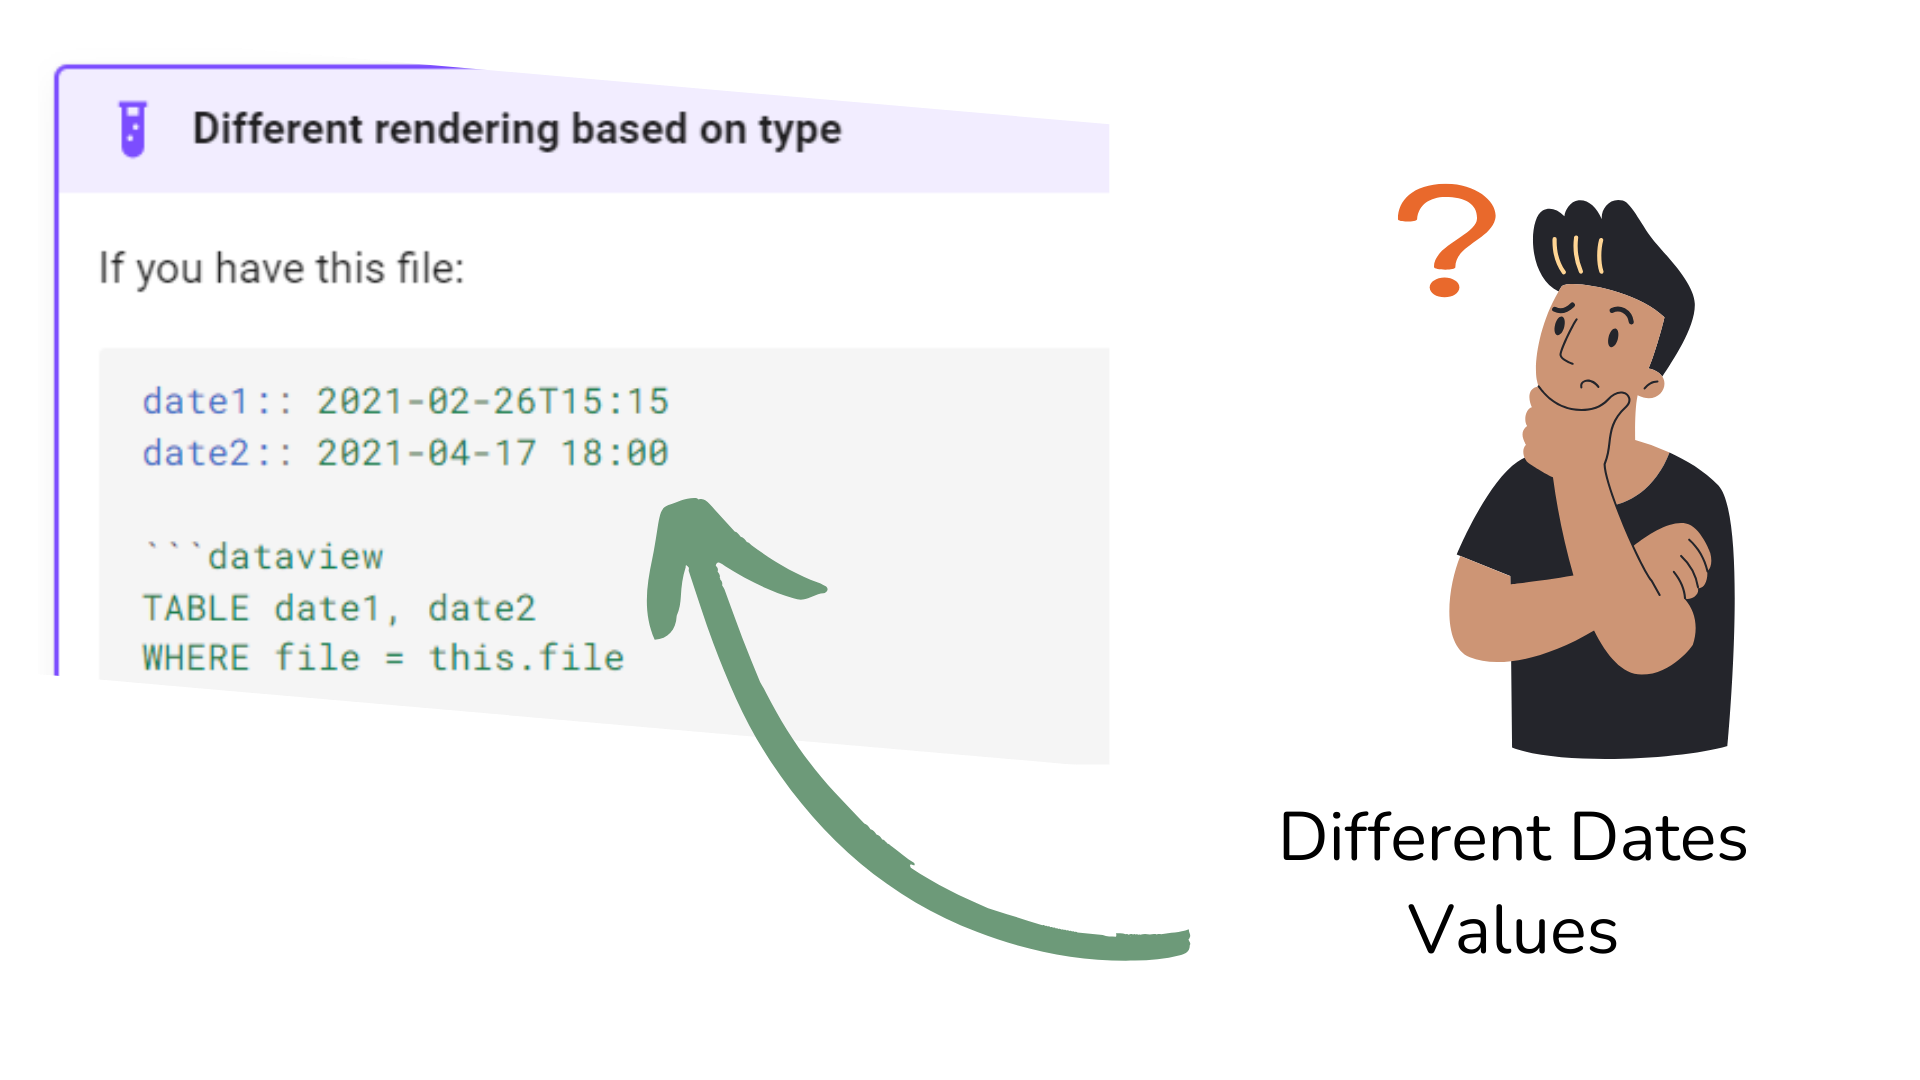 Different rendering based on type
If you have this file:
date1:: 2021-02-26T15:15
date2:: 2021-04-17 18:00
```dataview
TABLE date1, date2
WHERE file = this.file
?
Different Dates
Values